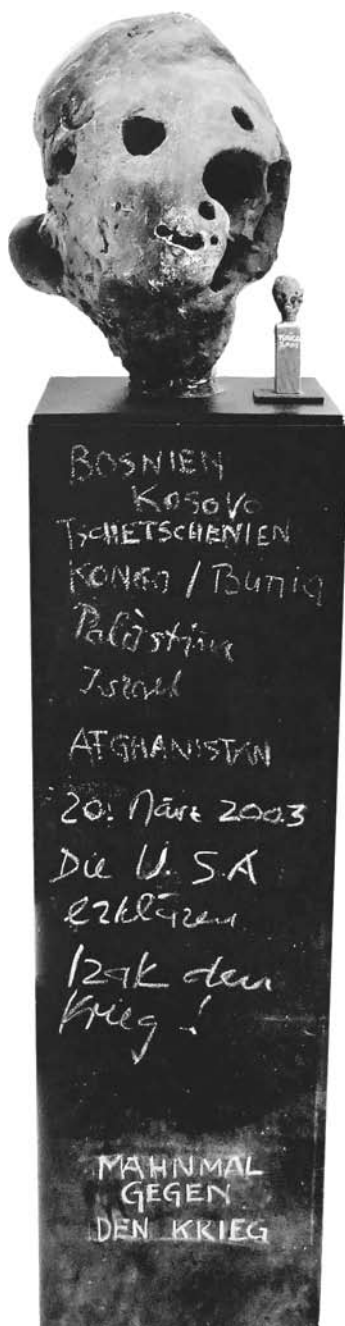 BOSNIEN
Kosovo
TSCHETSCHENIEN
KONGO / Bunia
Palästina
Israel
AFGHANISTAN
20. März 2003
Die U.S.A
erklären
Irak den
Krieg!
MAHNMAL
GEGEN
DEN KRIEG